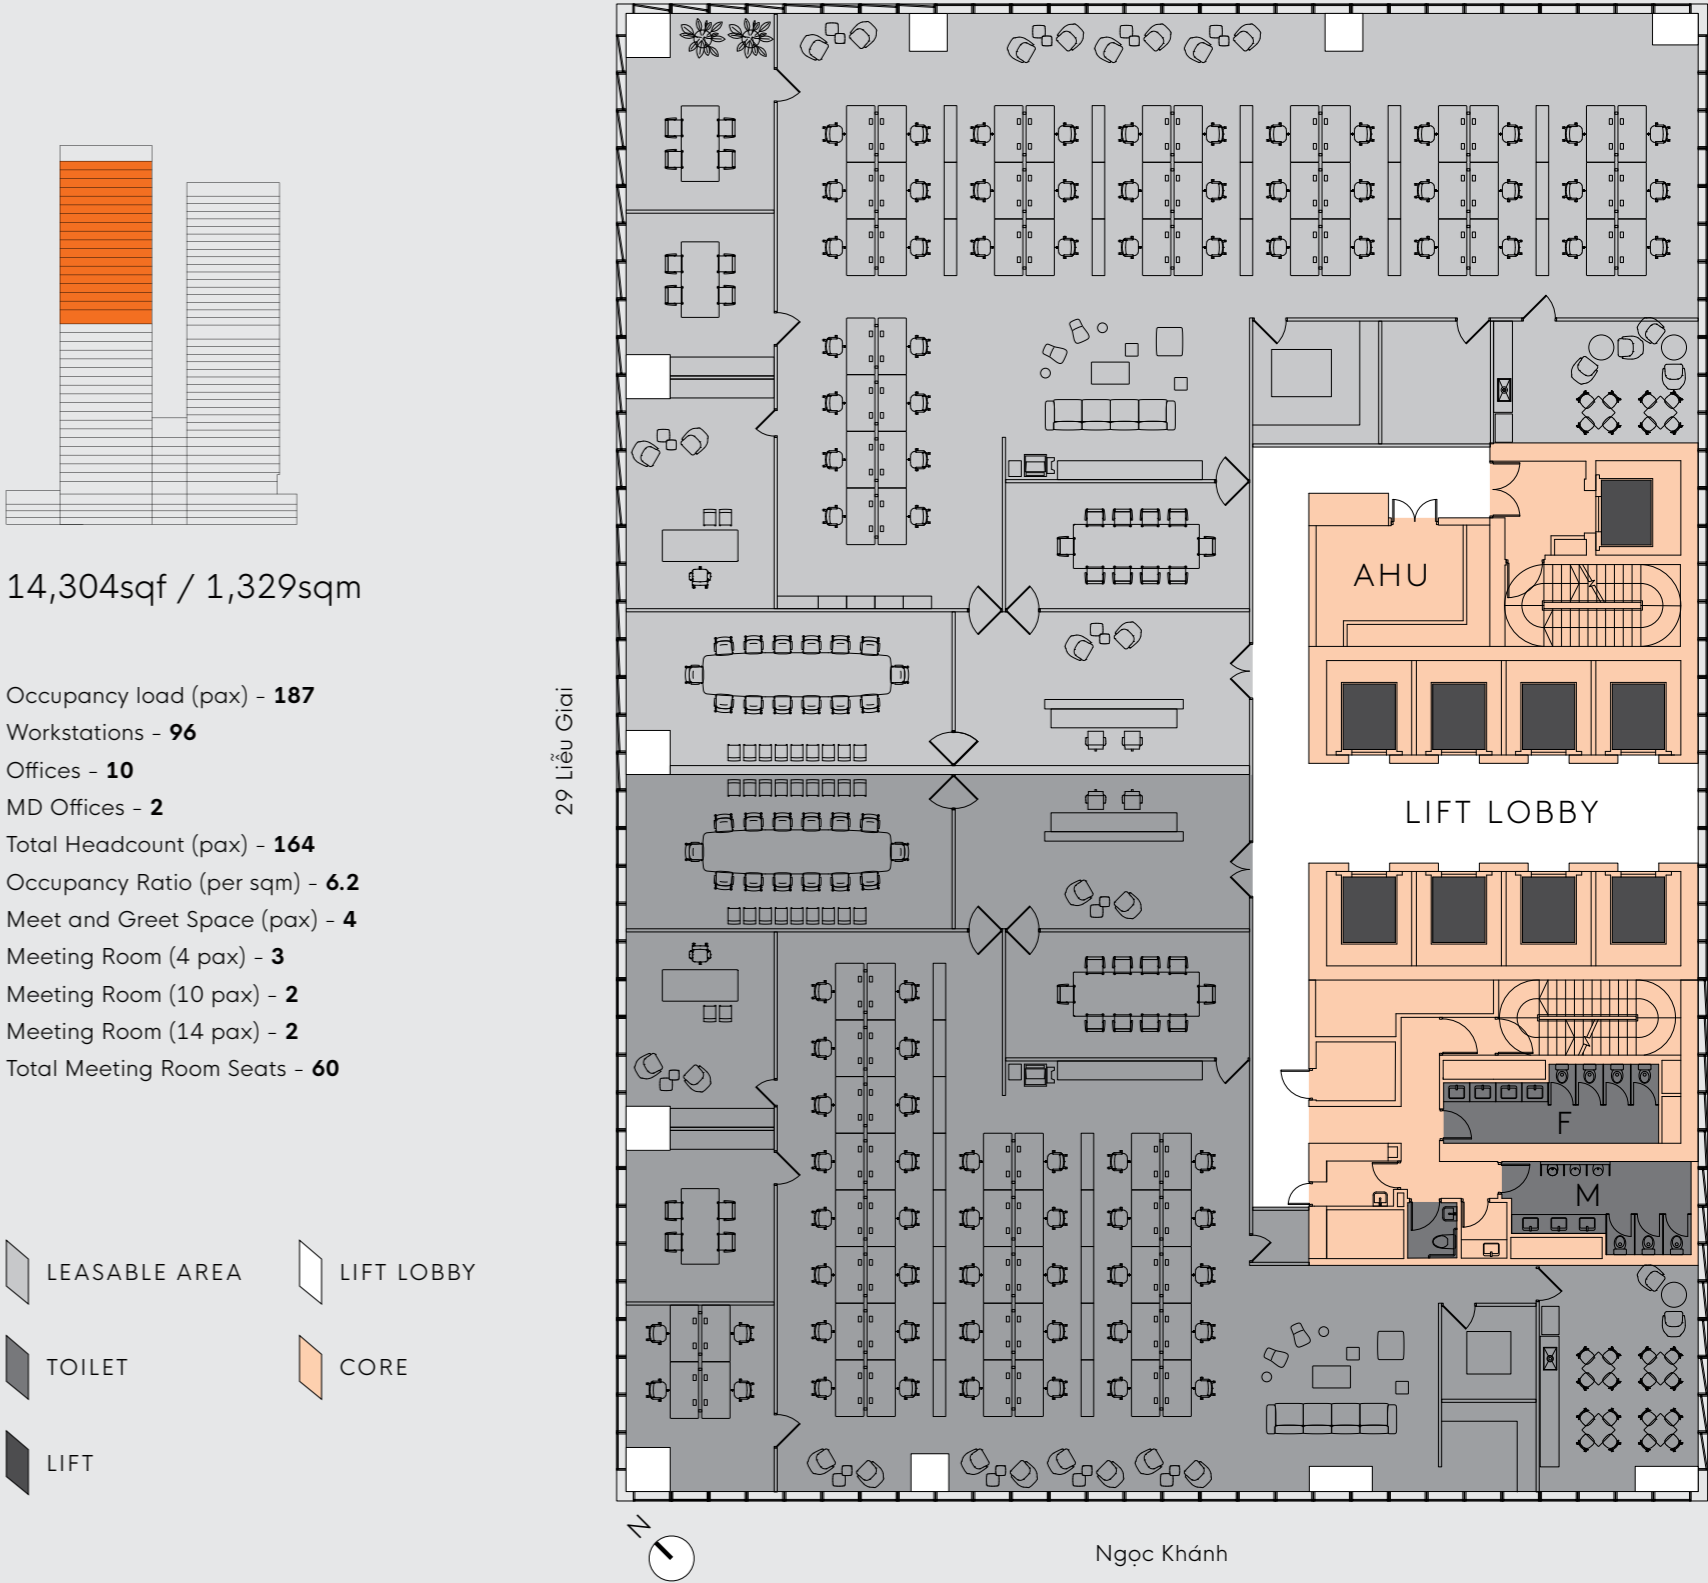 14,304sqf / 1,329sqm
Occupancy load (pax) - 187
Workstations - 96
Offices - 10
MD Offices - 2
Total Headcount (pax) - 164
Occupancy Ratio (per sqm) - 6.2
Meet and Greet Space (pax) - 4
Meeting Room (4 pax) - 3
Meeting Room (10 pax) - 2
Meeting Room (14 pax) - 2
Total Meeting Room Seats - 60
LEASABLE AREA
LIFT LOBBY
TOILET
CORE
LIFT
29 Liễu Giai
AHU
LIFT LOBBY
F
M
N
Ngọc Khánh